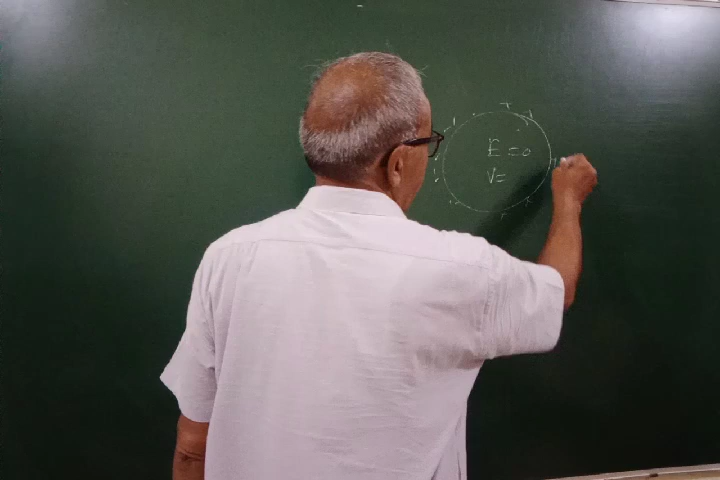 E = 0
V =